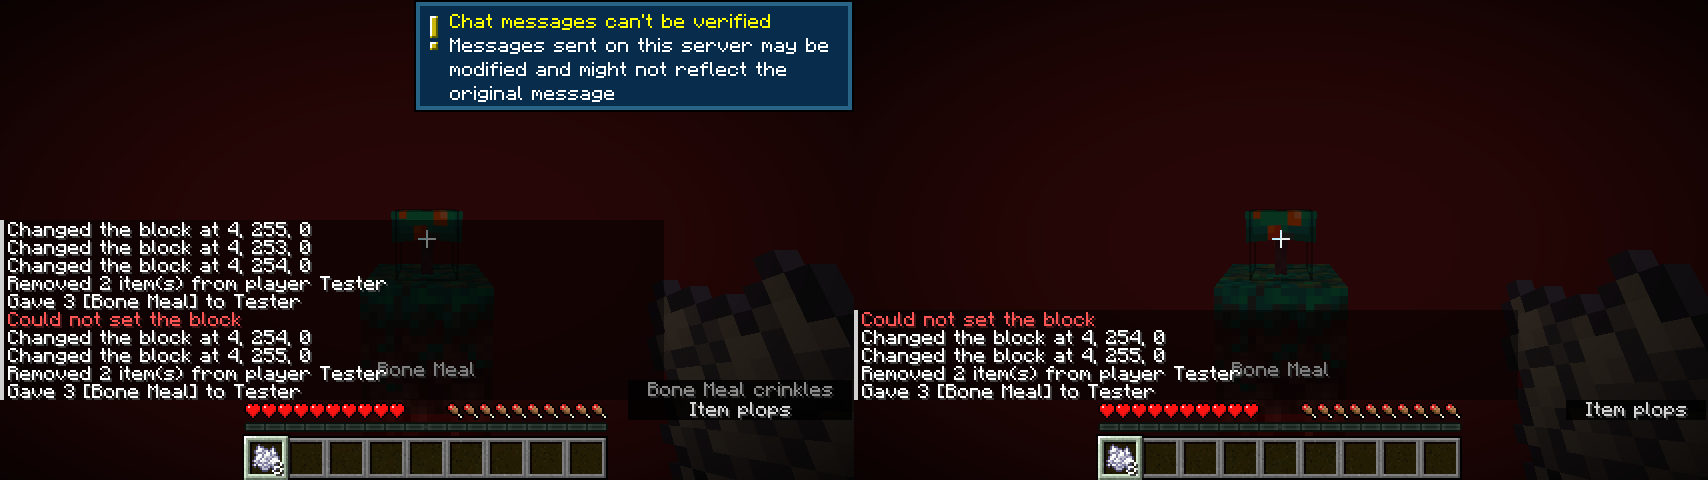 Chat messages can't be verified
Messages sent on this server may be
modified and might not reflect the
original message
Changed the block at 4, 255, 0
Changed the block at 4, 253, 0
Changed the block at 4, 254, 0
Removed 2 item(s) from player Tester
Gave 3 [Bone Meal] to Tester
Could not set the block
Changed the block at 4, 254, 0
Changed the block at 4, 255, 0
Removed 2 item(s) from player Tester
Gave 3 [Bone Meal] to Tester
Bone Meal
Bone Meal crinkles
Item plops
3
Could not set the block
Changed the block at 4, 254, 0
Changed the block at 4, 255, 0
Removed 2 item(s) from player Tester
Gave 3 [Bone Meal] to Tester
Bone Meal
Item plops